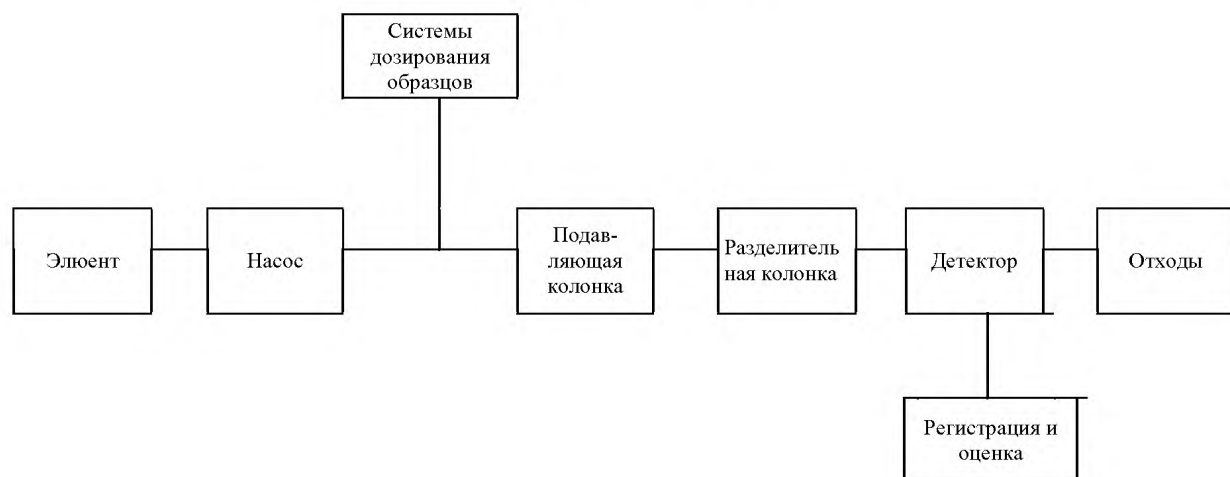 Системы
дозирования
образцов
Элюент
Насос
Подав-
ляющая
колонка
Разделитель
ная колонка
Детектор
Отходы
Регистрация и
оценка